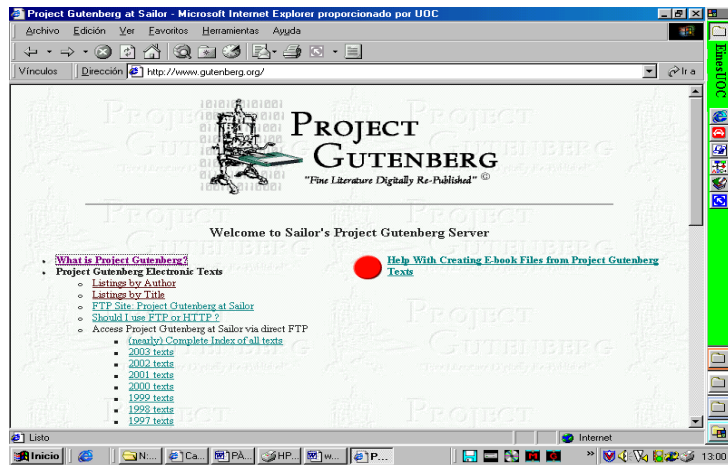 Project Gutenberg at Sailor - Microsoft Internet Explorer proporcionado por UOC
Archivo Edición Ver Favoritos Herramientas Ayuda
Vínculos Dirección http://www.gutenberg.org/ Ir a
EinesUOC
PROJECT
GUTENBERG
"Fine Literature Digitally Re-Published" ©
Welcome to Sailor's Project Gutenberg Server
What is Project Gutenberg?
Project Gutenberg Electronic Texts
Listings by Author
Listings by Title
FTP Site: Project Gutenberg at Sailor
Should I use FTP or HTTP ?
Access Project Gutenberg at Sailor via direct FTP
(nearly) Complete Index of all texts
2003 texts
2002 texts
2001 texts
2000 texts
1999 texts
1998 texts
1997 texts
Help With Creating E-book Files from Project Gutenberg
Texts
Listo Internet
Inicio N:... Ca... PÀ... HP... w... P... 13:00